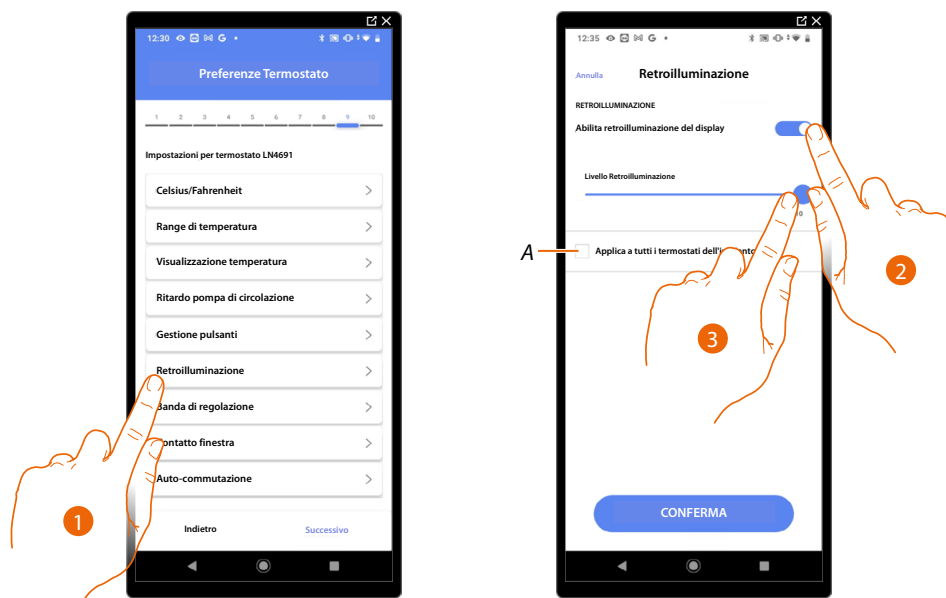 12:30 G
Preferenze Termostato
1 2 3 4 5 6 7 8 9 10
Impostazioni per termostato LN4691
Celsius/Fahrenheit
Range di temperatura
Visualizzazione temperatura
Ritardo pompa di circolazione
Gestione pulsanti
Retroilluminazione
Banda di regolazione
ontatto finestra
Auto-commutazione
Indietro Successivo
1
12:35 G
Annulla Retroilluminazione
RETROILLUMINAZIONE
Abilita retroilluminazione del display
Livello Retroilluminazione
10
A
Applica a tutti i termostati
2
3
CONFERMA